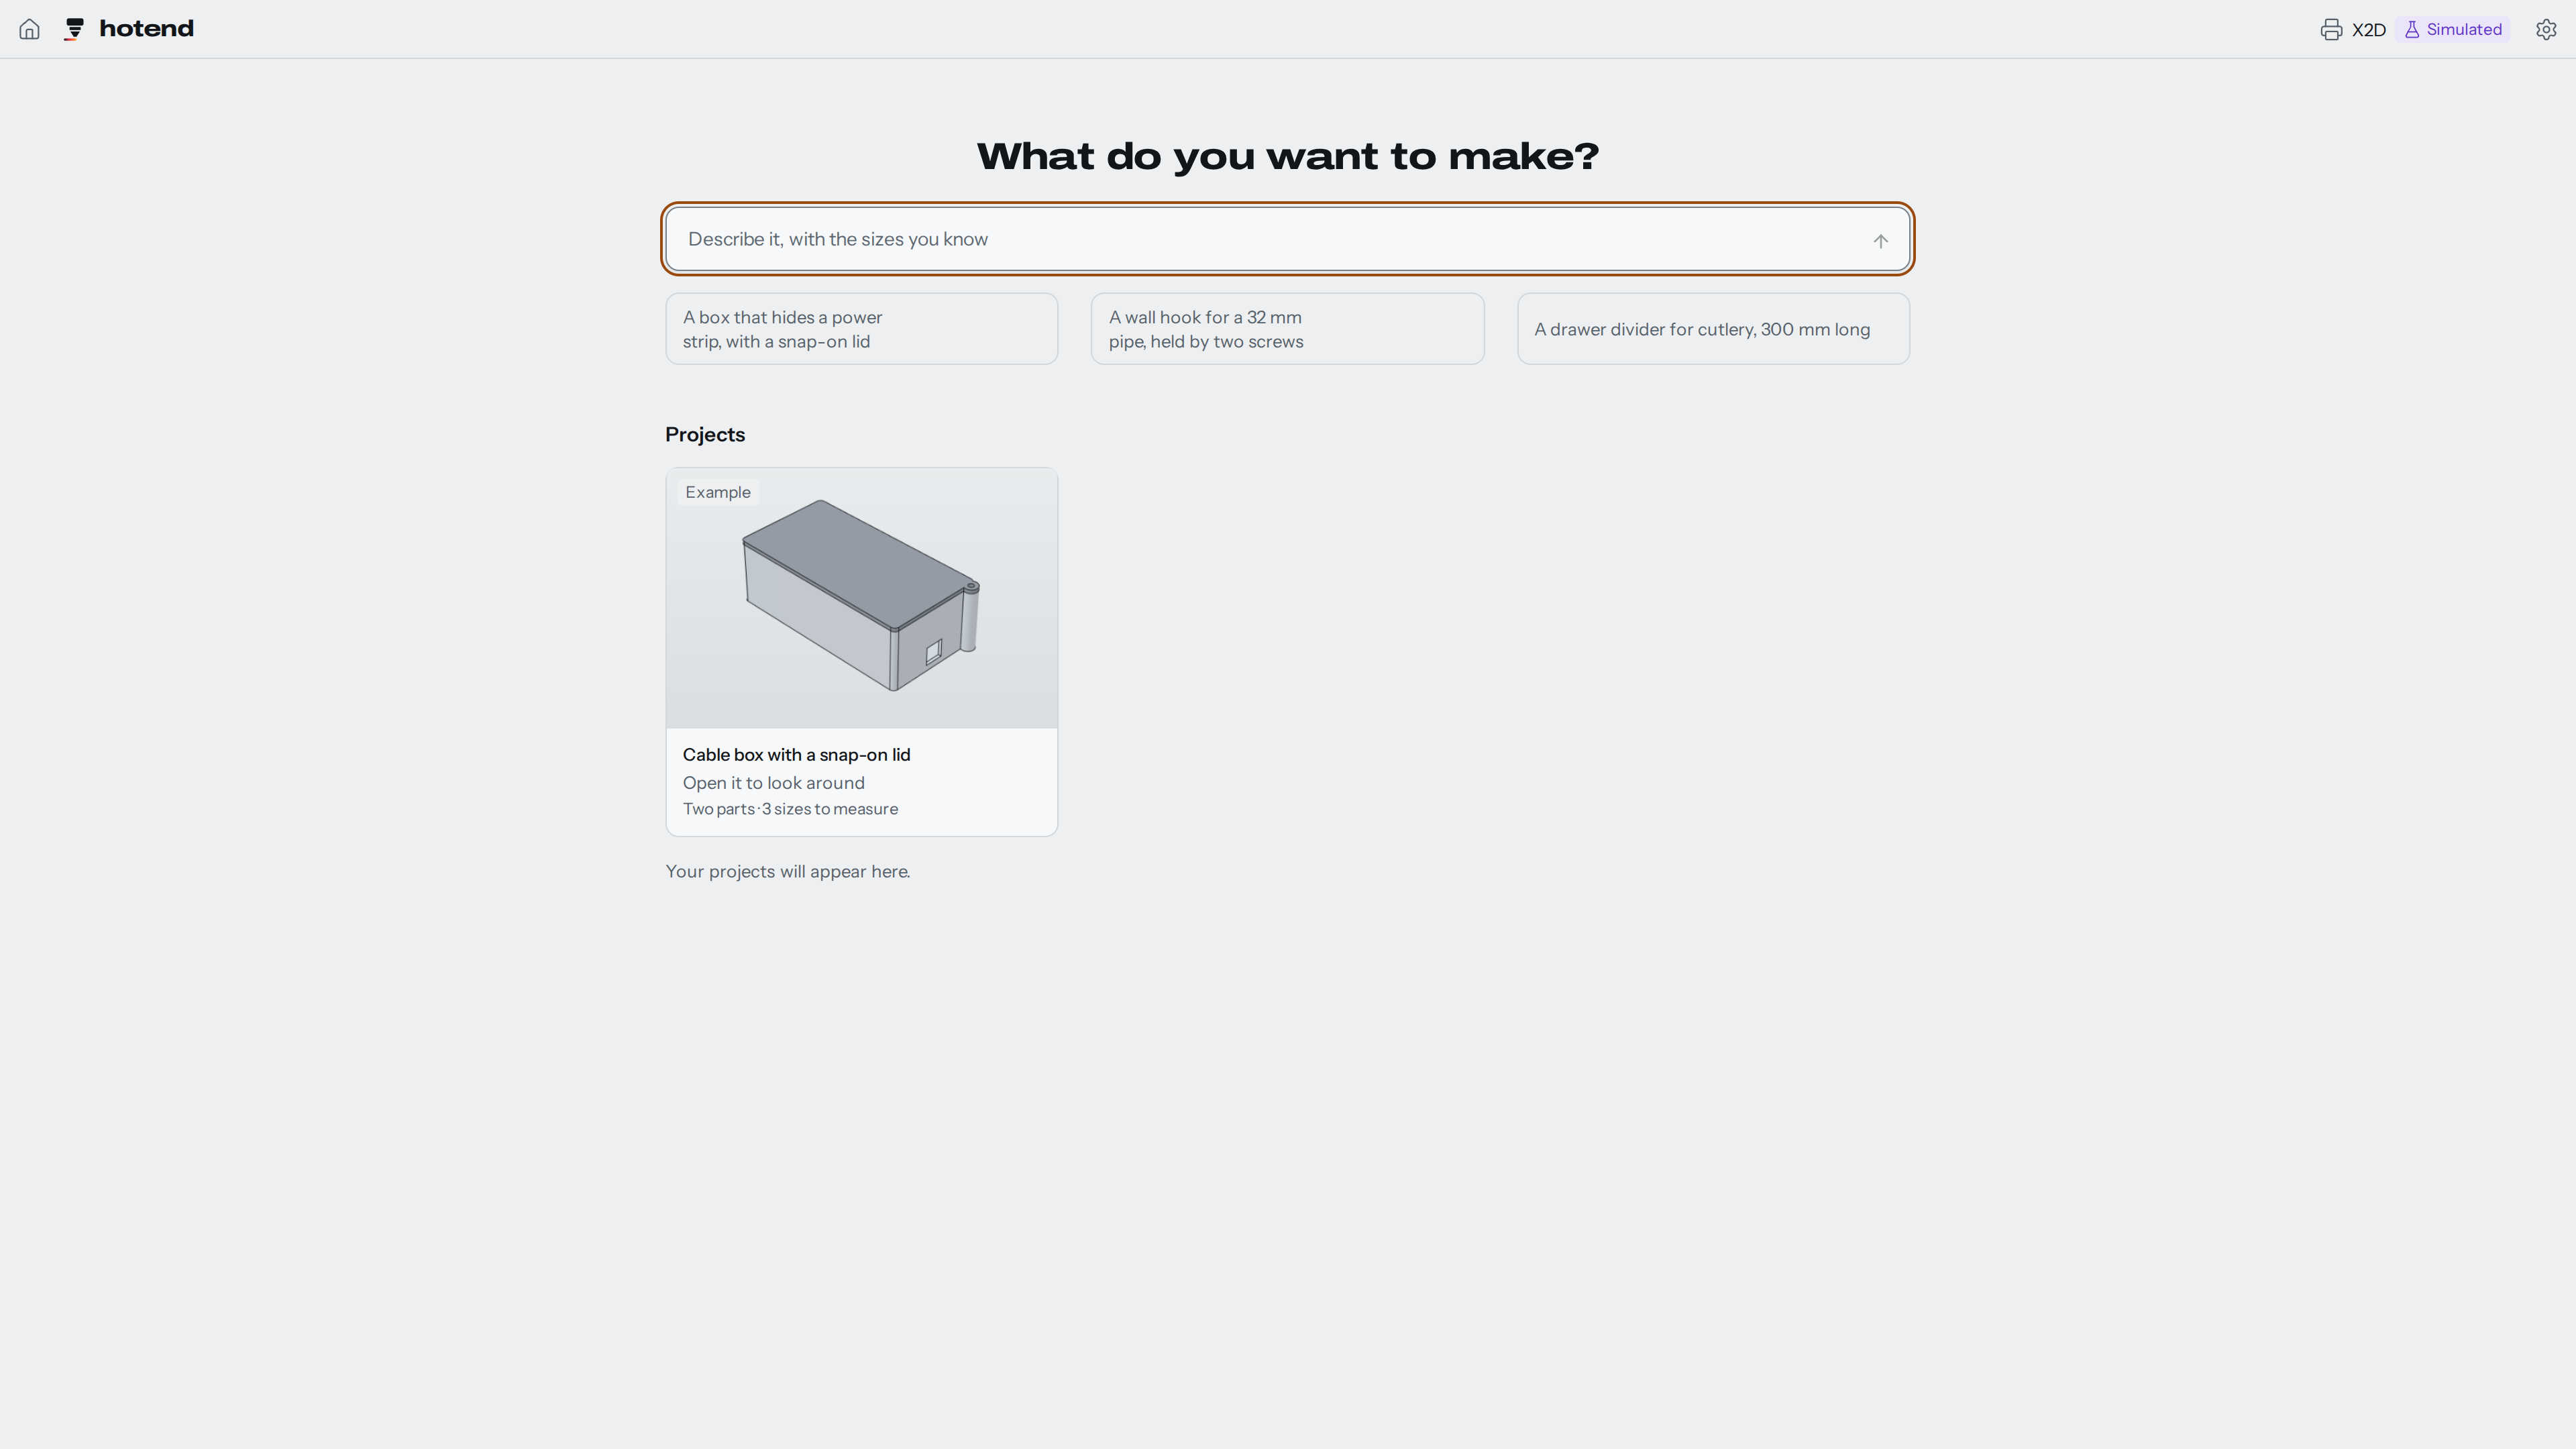 hotend
X2D
Simulated
What do you want to make?
Describe it, with the sizes you know
A box that hides a power
strip, with a snap-on lid
A wall hook for a 32 mm
pipe, held by two screws
A drawer divider for cutlery, 300 mm long
Projects
Example
Cable box with a snap-on lid
Open it to look around
Two parts · 3 sizes to measure
Your projects will appear here.